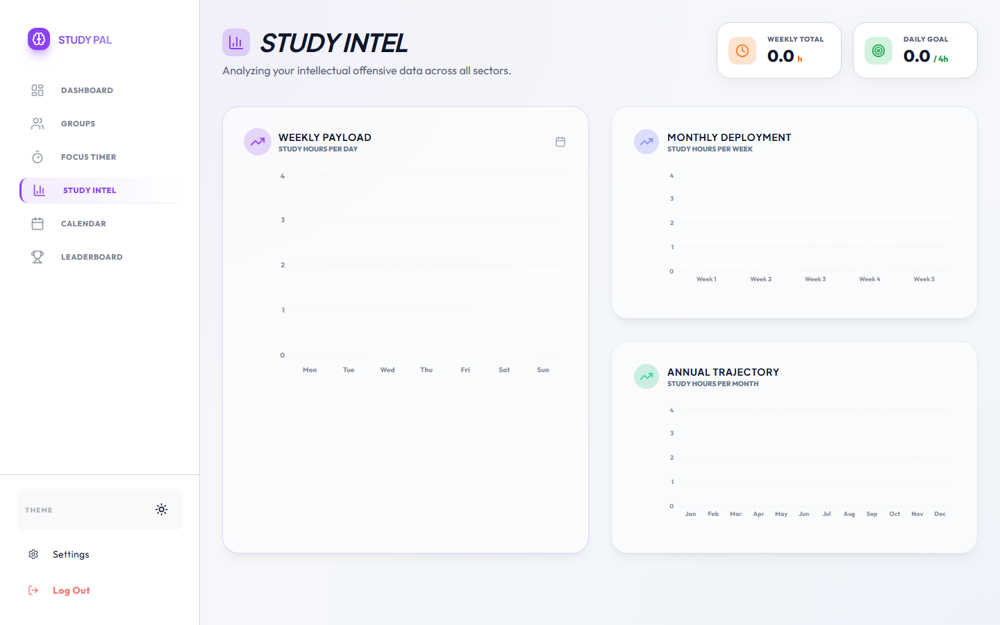 STUDY PAL
DASHBOARD
GROUPS
FOCUS TIMER
STUDY INTEL
CALENDAR
LEADERBOARD
THEME
Settings
Log Out
STUDY INTEL
Analyzing your intellectual offensive data across all sectors.
WEEKLY TOTAL
0.0 h
DAILY GOAL
0.0 / 4h
WEEKLY PAYLOAD
STUDY HOURS PER DAY
4
3
2
1
0
Mon Tue Wed Thu Fri Sat Sun
MONTHLY DEPLOYMENT
STUDY HOURS PER WEEK
4
3
2
1
0
Week 1 Week 2 Week 3 Week 4 Week 5
ANNUAL TRAJECTORY
STUDY HOURS PER MONTH
4
3
2
1
0
Jan Feb Mar Apr May Jun Jul Aug Sep Oct Nov Dec